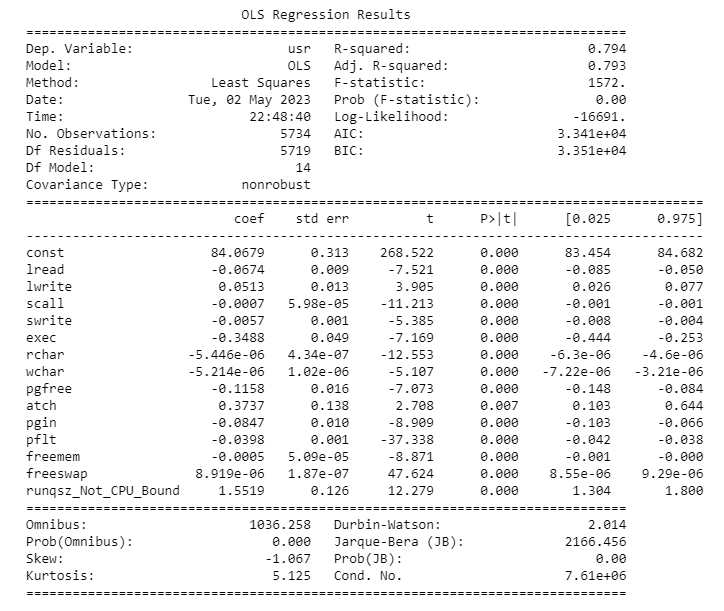 OLS Regression Results
==============================================================================
Dep. Variable:                    usr   R-squared:                       0.794
Model:                            OLS   Adj. R-squared:                  0.793
Method:                 Least Squares   F-statistic:                     1572.
Date:                Tue, 02 May 2023   Prob (F-statistic):               0.00
Time:                        22:48:40   Log-Likelihood:                -16691.
No. Observations:                5734   AIC:                         3.341e+04
Df Residuals:                    5719   BIC:                         3.351e+04
Df Model:                          14
Covariance Type:            nonrobust
=======================================================================================
                          coef    std err          t      P>|t|      [0.025      0.975]
---------------------------------------------------------------------------------------
const                  84.0679      0.313    268.522      0.000      83.454      84.682
lread                  -0.0674      0.009     -7.521      0.000      -0.085      -0.050
lwrite                  0.0513      0.013      3.905      0.000       0.026       0.077
scall                  -0.0007   5.98e-05    -11.213      0.000      -0.001      -0.001
swrite                 -0.0057      0.001     -5.385      0.000      -0.008      -0.004
exec                   -0.3488      0.049     -7.169      0.000      -0.444      -0.253
rchar               -5.446e-06   4.34e-07    -12.553      0.000    -6.3e-06    -4.6e-06
wchar               -5.214e-06   1.02e-06     -5.107      0.000   -7.22e-06   -3.21e-06
pgfree                 -0.1158      0.016     -7.073      0.000      -0.148      -0.084
atch                    0.3737      0.138      2.708      0.007       0.103       0.644
pgin                   -0.0847      0.010     -8.909      0.000      -0.103      -0.066
pflt                   -0.0398      0.001    -37.338      0.000      -0.042      -0.038
freemem                -0.0005   5.09e-05     -8.871      0.000      -0.001      -0.000
freeswap             8.919e-06   1.87e-07     47.624      0.000    8.55e-06    9.29e-06
runqsz_Not_CPU_Bound    1.5519      0.126     12.279      0.000       1.304       1.800
==============================================================================
Omnibus:                     1036.258   Durbin-Watson:                   2.014
Prob(Omnibus):                  0.000   Jarque-Bera (JB):             2166.456
Skew:                          -1.067   Prob(JB):                         0.00
Kurtosis:                       5.125   Cond. No.                     7.61e+06
==============================================================================